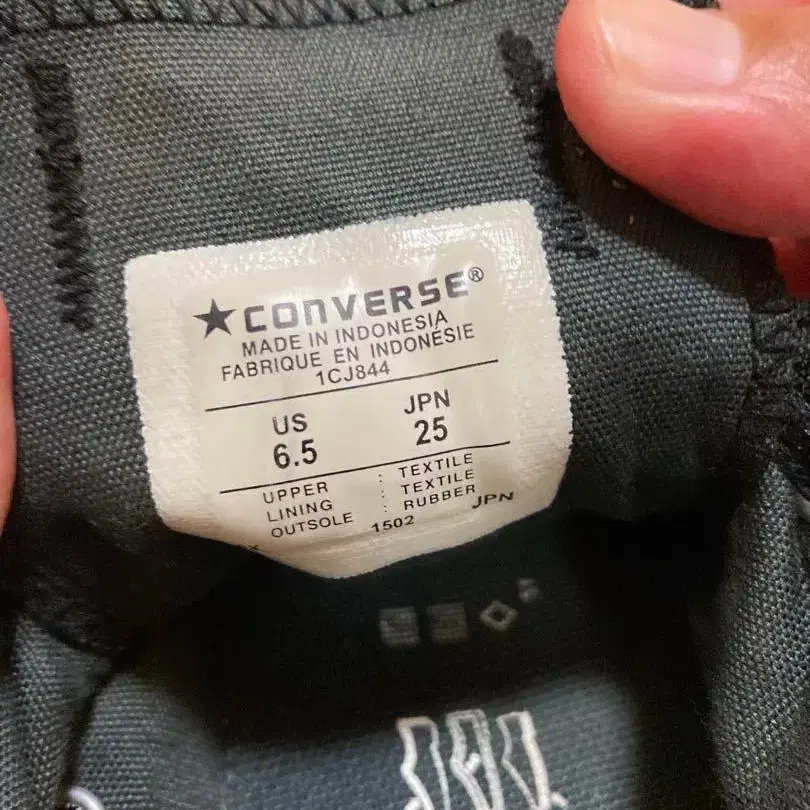 ★CONVERSE®
MADE IN INDONESIA
FABRIQUE EN INDONÉSIE
1CJ844
US JPN
6.5 25
UPPER : TEXTILE
LINING : TEXTILE
OUTSOLE : RUBBER
1502 JPN